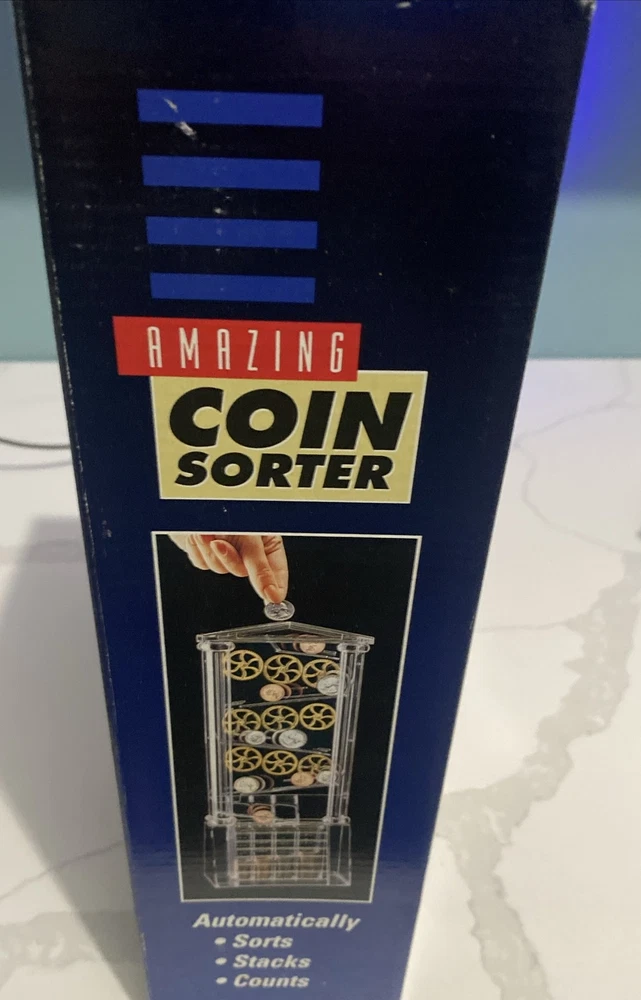 AMAZING
COIN
SORTER
Automatically
• Sorts
• Stacks
• Counts